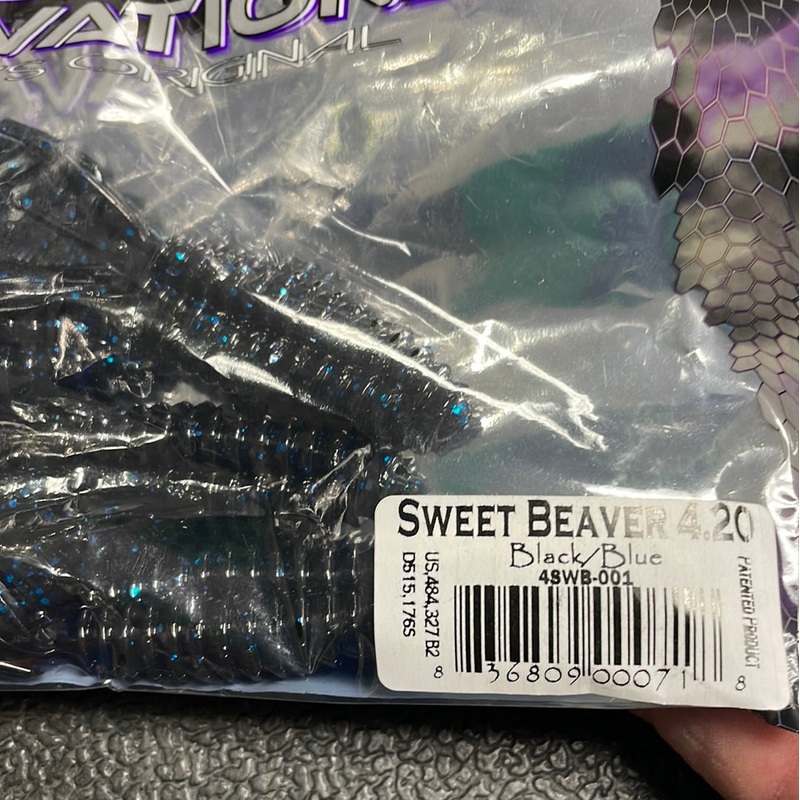 SWEET BEAVER 4.20
Black/Blue
4SWB-001
US,484,327 B2
D515,176S
PATENTED PRODUCT
8 36809 00071 8
ORIGINAL